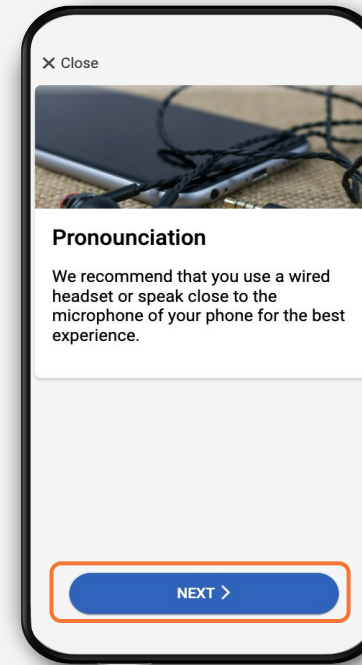 Close
Pronounciation
We recommend that you use a wired
headset or speak close to the
microphone of your phone for the best
experience.
NEXT